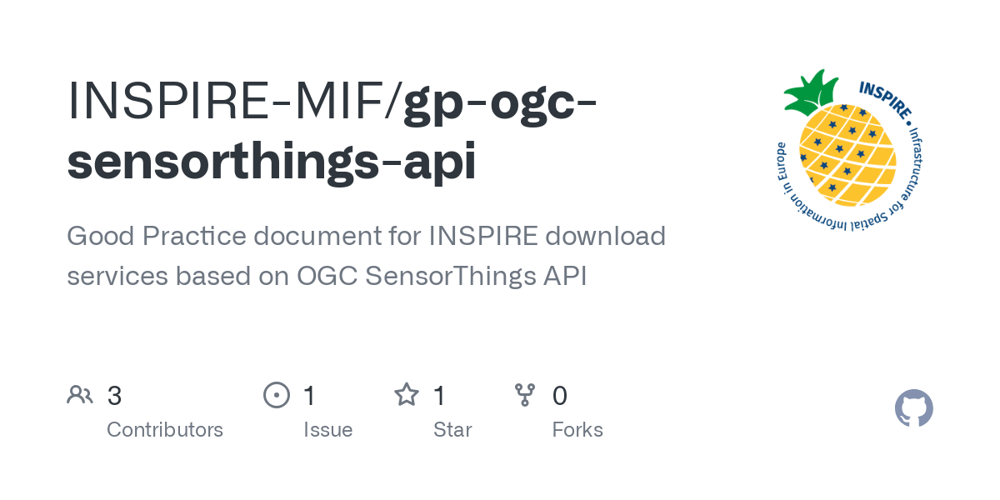 INSPIRE-MIF/gp-ogc-
sensorthings-api
Good Practice document for INSPIRE download
services based on OGC SensorThings API
INSPIRE • Infrastructure for Spatial Information in Europe
3
Contributors
1
Issue
1
Star
0
Forks